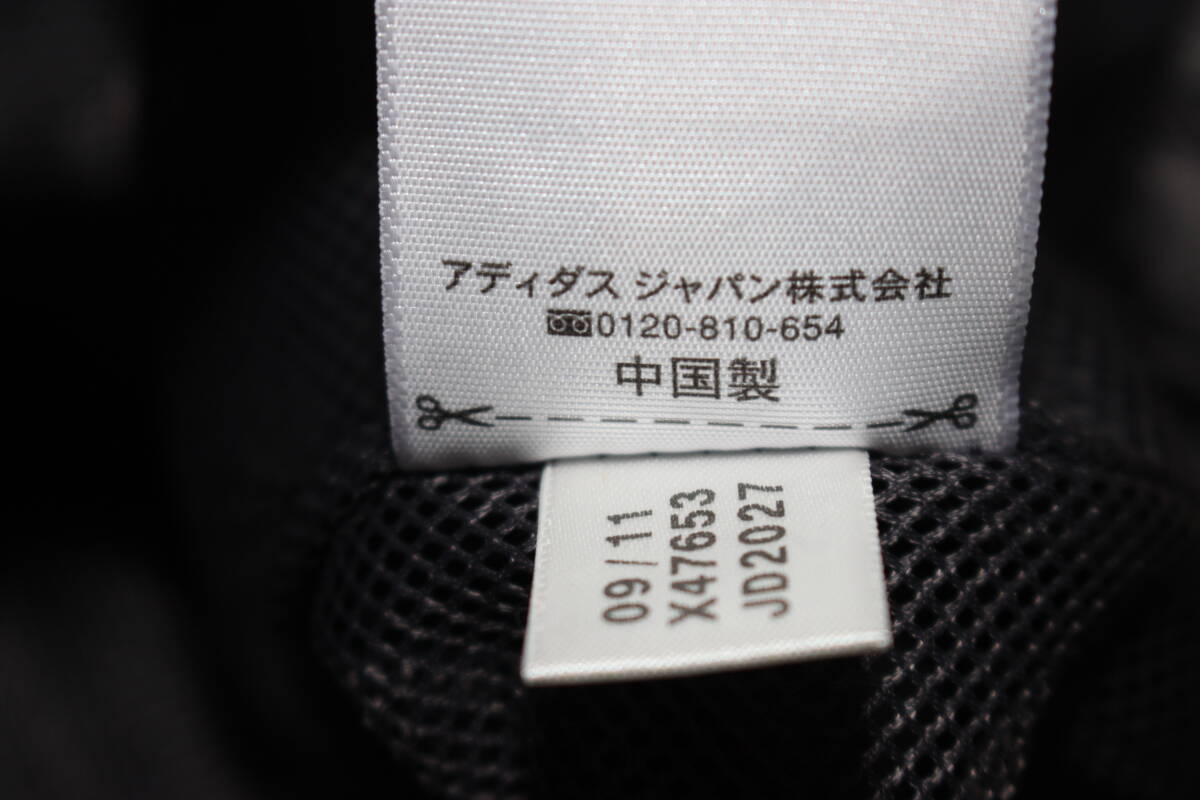 アディダス ジャパン株式会社
0120-810-654
中国製
09/11
X47653
JD2027